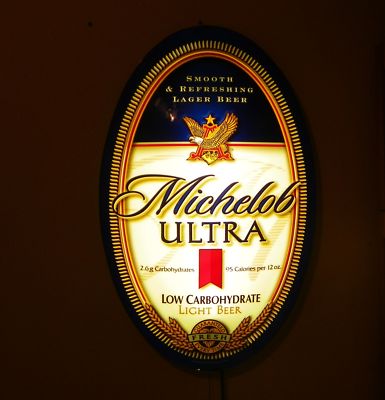 SMOOTH
& REFRESHING
LAGER BEER
Michelob
ULTRA
2.6g Carbohydrates 95 Calories per 12 oz.
LOW CARBOHYDRATE
LIGHT BEER
FRESH